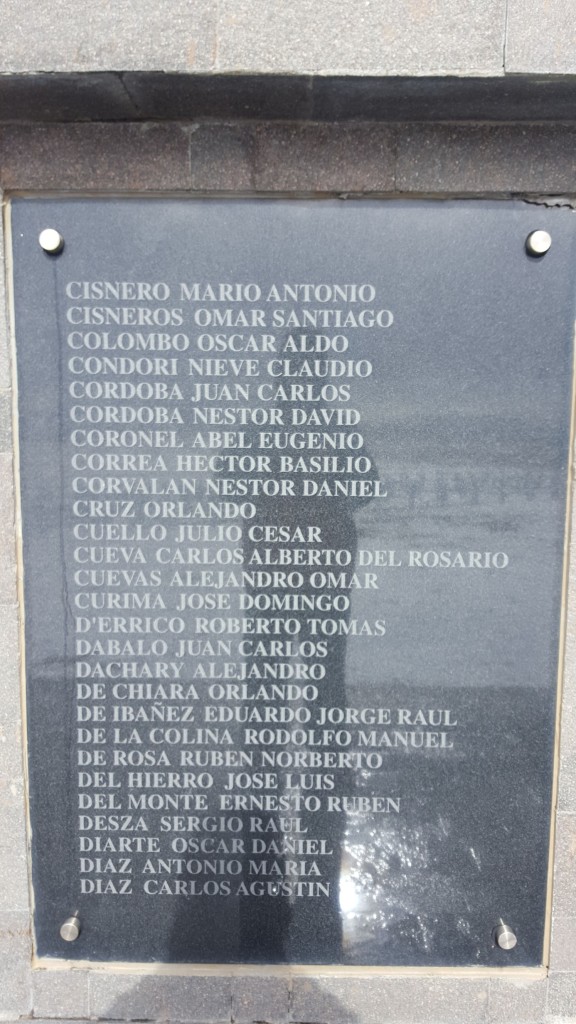 CISNERO MARIO ANTONIO
CISNEROS OMAR SANTIAGO
COLOMBO OSCAR ALDO
CONDORI NIEVE CLAUDIO
CORDOBA JUAN CARLOS
CORDOBA NESTOR DAVID
CORONEL ABEL EUGENIO
CORREA HECTOR BASILIO
CORVALAN NESTOR DANIEL
CRUZ ORLANDO
CUELLO JULIO CESAR
CUEVA CARLOS ALBERTO DEL ROSARIO
CUEVAS ALEJANDRO OMAR
CURIMA JOSE DOMINGO
D'ERRICO ROBERTO TOMAS
DABALO JUAN CARLOS
DACHARY ALEJANDRO
DE CHIARA ORLANDO
DE IBAÑEZ EDUARDO JORGE RAUL
DE LA COLINA RODOLFO MANUEL
DE ROSA RUBEN NORBERTO
DEL HIERRO JOSE LUIS
DEL MONTE ERNESTO RUBEN
DESZA SERGIO RAUL
DIARTE OSCAR DANIEL
DIAZ ANTONIO MARIA
DIAZ CARLOS AGUSTIN